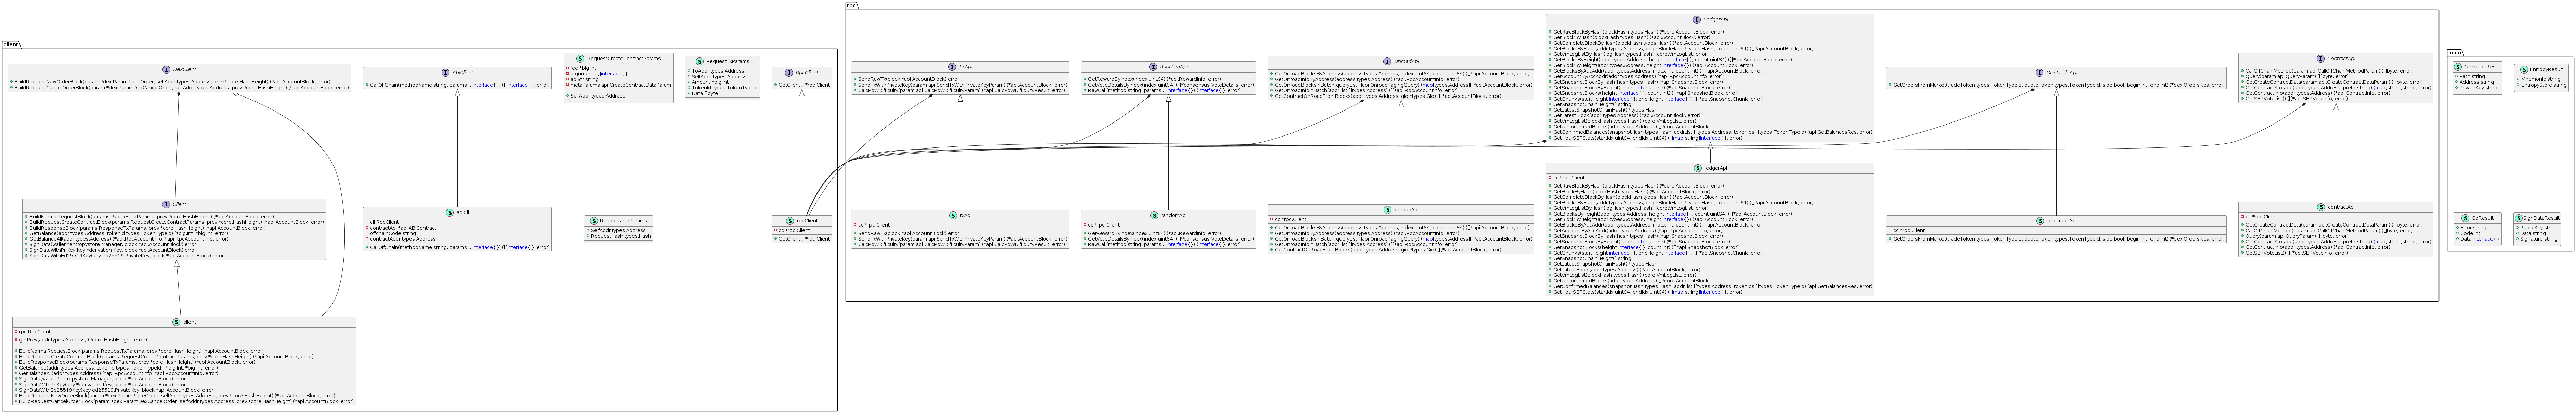 client
DexClient
BuildRequestNewOrderBlock(param *dex.ParamPlaceOrder, selfAddr types.Address, prev *core.HashHeight) (*api.AccountBlock, error)
BuildRequestCancelOrderBlock(param *dex.ParamDexCancelOrder, selfAddr types.Address, prev *core.HashHeight) (*api.AccountBlock, error)
AbiClient
CallOffChain(methodName string, params ...interface{}) ([]interface{}, error)
RequestCreateContractParams
fee *big.Int
arguments []interface{}
abiStr string
metaParams api.CreateContractDataParam
SelfAddr types.Address
RequestTxParams
ToAddr types.Address
SelfAddr types.Address
Amount *big.Int
TokenId types.TokenTypeId
Data []byte
RpcClient
GetClient() *rpc.Client
Client
BuildNormalRequestBlock(params RequestTxParams, prev *core.HashHeight) (*api.AccountBlock, error)
BuildRequestCreateContractBlock(params RequestCreateContractParams, prev *core.HashHeight) (*api.AccountBlock, error)
BuildResponseBlock(params ResponseTxParams, prev *core.HashHeight) (*api.AccountBlock, error)
GetBalance(addr types.Address, tokenId types.TokenTypeId) (*big.Int, *big.Int, error)
GetBalanceAll(addr types.Address) (*api.RpcAccountInfo, *api.RpcAccountInfo, error)
SignData(wallet *entropystore.Manager, block *api.AccountBlock) error
SignDataWithPriKey(key *derivation.Key, block *api.AccountBlock) error
SignDataWithEd25519Key(key ed25519.PrivateKey, block *api.AccountBlock) error
abiCli
cli RpcClient
contractAbi *abi.ABIContract
offchainCode string
contractAddr types.Address
CallOffChain(methodName string, params ...interface{}) ([]interface{}, error)
ResponseTxParams
SelfAddr types.Address
RequestHash types.Hash
rpcClient
cc *rpc.Client
GetClient() *rpc.Client
client
rpc RpcClient
getPrev(addr types.Address) (*core.HashHeight, error)
BuildNormalRequestBlock(params RequestTxParams, prev *core.HashHeight) (*api.AccountBlock, error)
BuildRequestCreateContractBlock(params RequestCreateContractParams, prev *core.HashHeight) (*api.AccountBlock, error)
BuildResponseBlock(params ResponseTxParams, prev *core.HashHeight) (*api.AccountBlock, error)
GetBalance(addr types.Address, tokenId types.TokenTypeId) (*big.Int, *big.Int, error)
GetBalanceAll(addr types.Address) (*api.RpcAccountInfo, *api.RpcAccountInfo, error)
SignData(wallet *entropystore.Manager, block *api.AccountBlock) error
SignDataWithPriKey(key *derivation.Key, block *api.AccountBlock) error
SignDataWithEd25519Key(key ed25519.PrivateKey, block *api.AccountBlock) error
BuildRequestNewOrderBlock(param *dex.ParamPlaceOrder, selfAddr types.Address, prev *core.HashHeight) (*api.AccountBlock, error)
BuildRequestCancelOrderBlock(param *dex.ParamDexCancelOrder, selfAddr types.Address, prev *core.HashHeight) (*api.AccountBlock, error)
rpc
TxApi
SendRawTx(block *api.AccountBlock) error
SendTxWithPrivateKey(param api.SendTxWithPrivateKeyParam) (*api.AccountBlock, error)
CalcPoWDifficulty(param api.CalcPoWDifficultyParam) (*api.CalcPoWDifficultyResult, error)
RandomApi
GetRewardByIndex(index uint64) (*api.RewardInfo, error)
GetVoteDetailsByIndex(index uint64) ([]*consensus.VoteDetails, error)
RawCall(method string, params ...interface{}) (interface{}, error)
OnroadApi
GetOnroadBlocksByAddress(address types.Address, index uint64, count uint64) ([]*api.AccountBlock, error)
GetOnroadInfoByAddress(address types.Address) (*api.RpcAccountInfo, error)
GetOnroadBlocksInBatch(queryList []api.OnroadPagingQuery) (map[types.Address][]*api.AccountBlock, error)
GetOnroadInfoInBatch(addrList []types.Address) ([]*api.RpcAccountInfo, error)
GetContractOnRoadFrontBlocks(addr types.Address, gid *types.Gid) ([]*api.AccountBlock, error)
LedgerApi
GetRawBlockByHash(blockHash types.Hash) (*core.AccountBlock, error)
GetBlockByHash(blockHash types.Hash) (*api.AccountBlock, error)
GetCompleteBlockByHash(blockHash types.Hash) (*api.AccountBlock, error)
GetBlocksByHash(addr types.Address, originBlockHash *types.Hash, count uint64) ([]*api.AccountBlock, error)
GetVmLogListByHash(logHash types.Hash) (core.VmLogList, error)
GetBlocksByHeight(addr types.Address, height interface{}, count uint64) ([]*api.AccountBlock, error)
GetBlockByHeight(addr types.Address, height interface{}) (*api.AccountBlock, error)
GetBlocksByAccAddr(addr types.Address, index int, count int) ([]*api.AccountBlock, error)
GetAccountByAccAddr(addr types.Address) (*api.RpcAccountInfo, error)
GetSnapshotBlockByHash(hash types.Hash) (*api.SnapshotBlock, error)
GetSnapshotBlockByHeight(height interface{}) (*api.SnapshotBlock, error)
GetSnapshotBlocks(height interface{}, count int) ([]*api.SnapshotBlock, error)
GetChunks(startHeight interface{}, endHeight interface{}) ([]*api.SnapshotChunk, error)
GetSnapshotChainHeight() string
GetLatestSnapshotChainHash() *types.Hash
GetLatestBlock(addr types.Address) (*api.AccountBlock, error)
GetVmLogList(blockHash types.Hash) (core.VmLogList, error)
GetUnconfirmedBlocks(addr types.Address) []*core.AccountBlock
GetConfirmedBalances(snapshotHash types.Hash, addrList []types.Address, tokenIds []types.TokenTypeId) (api.GetBalancesRes, error)
GetHourSBPStats(startIdx uint64, endIdx uint64) ([]map[string]interface{}, error)
DexTradeApi
GetOrdersFromMarket(tradeToken types.TokenTypeId, quoteToken types.TokenTypeId, side bool, begin int, end int) (*dex.OrdersRes, error)
ContractApi
CallOffChainMethod(param api.CallOffChainMethodParam) ([]byte, error)
Query(param api.QueryParam) ([]byte, error)
GetCreateContractData(param api.CreateContractDataParam) ([]byte, error)
GetContractStorage(addr types.Address, prefix string) (map[string]string, error)
GetContractInfo(addr types.Address) (*api.ContractInfo, error)
GetSBPVoteList() ([]*api.SBPVoteInfo, error)
txApi
cc *rpc.Client
SendRawTx(block *api.AccountBlock) error
SendTxWithPrivateKey(param api.SendTxWithPrivateKeyParam) (*api.AccountBlock, error)
CalcPoWDifficulty(param api.CalcPoWDifficultyParam) (*api.CalcPoWDifficultyResult, error)
randomApi
cc *rpc.Client
GetRewardByIndex(index uint64) (*api.RewardInfo, error)
GetVoteDetailsByIndex(index uint64) ([]*consensus.VoteDetails, error)
RawCall(method string, params ...interface{}) (interface{}, error)
onroadApi
cc *rpc.Client
GetOnroadBlocksByAddress(address types.Address, index uint64, count uint64) ([]*api.AccountBlock, error)
GetOnroadInfoByAddress(address types.Address) (*api.RpcAccountInfo, error)
GetOnroadBlocksInBatch(queryList []api.OnroadPagingQuery) (map[types.Address][]*api.AccountBlock, error)
GetOnroadInfoInBatch(addrList []types.Address) ([]*api.RpcAccountInfo, error)
GetContractOnRoadFrontBlocks(addr types.Address, gid *types.Gid) ([]*api.AccountBlock, error)
ledgerApi
cc *rpc.Client
GetRawBlockByHash(blockHash types.Hash) (*core.AccountBlock, error)
GetBlockByHash(blockHash types.Hash) (*api.AccountBlock, error)
GetCompleteBlockByHash(blockHash types.Hash) (*api.AccountBlock, error)
GetBlocksByHash(addr types.Address, originBlockHash *types.Hash, count uint64) ([]*api.AccountBlock, error)
GetVmLogListByHash(logHash types.Hash) (core.VmLogList, error)
GetBlocksByHeight(addr types.Address, height interface{}, count uint64) ([]*api.AccountBlock, error)
GetBlockByHeight(addr types.Address, height interface{}) (*api.AccountBlock, error)
GetBlocksByAccAddr(addr types.Address, index int, count int) ([]*api.AccountBlock, error)
GetAccountByAccAddr(addr types.Address) (*api.RpcAccountInfo, error)
GetSnapshotBlockByHash(hash types.Hash) (*api.SnapshotBlock, error)
GetSnapshotBlockByHeight(height interface{}) (*api.SnapshotBlock, error)
GetSnapshotBlocks(height interface{}, count int) ([]*api.SnapshotBlock, error)
GetChunks(startHeight interface{}, endHeight interface{}) ([]*api.SnapshotChunk, error)
GetSnapshotChainHeight() string
GetLatestSnapshotChainHash() *types.Hash
GetLatestBlock(addr types.Address) (*api.AccountBlock, error)
GetVmLogList(blockHash types.Hash) (core.VmLogList, error)
GetUnconfirmedBlocks(addr types.Address) []*core.AccountBlock
GetConfirmedBalances(snapshotHash types.Hash, addrList []types.Address, tokenIds []types.TokenTypeId) (api.GetBalancesRes, error)
GetHourSBPStats(startIdx uint64, endIdx uint64) ([]map[string]interface{}, error)
dexTradeApi
cc *rpc.Client
GetOrdersFromMarket(tradeToken types.TokenTypeId, quoteToken types.TokenTypeId, side bool, begin int, end int) (*dex.OrdersRes, error)
contractApi
cc *rpc.Client
GetCreateContractData(param api.CreateContractDataParam) ([]byte, error)
CallOffChainMethod(param api.CallOffChainMethodParam) ([]byte, error)
Query(param api.QueryParam) ([]byte, error)
GetContractStorage(addr types.Address, prefix string) (map[string]string, error)
GetContractInfo(addr types.Address) (*api.ContractInfo, error)
GetSBPVoteList() ([]*api.SBPVoteInfo, error)
main
DerivationResult
Path string
Address string
PrivateKey string
EntropyResult
Mnemonic string
EntropyStore string
GoResult
Error string
Code int
Data interface{}
SignDataResult
PublicKey string
Data string
Signature string